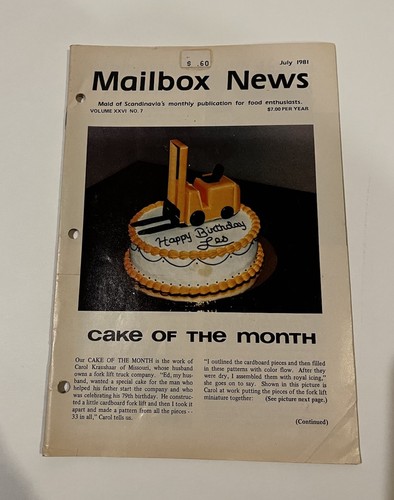 $ .60
July 1981
Mailbox News
Maid of Scandinavia's monthly publication for food enthusiasts.
VOLUME XXVI NO. 7 $7.00 PER YEAR
Happy Birthday
Les
CAKE OF THE MONTH
Our CAKE OF THE MONTH is the work of
Carol Kraushaar of Missouri, whose husband
owns a fork lift truck company. "Ed, my hus-
band, wanted a special cake for the man who
helped his father start the company and who
was celebrating his 79th birthday. He construc-
ted a little cardboard fork lift and then I took it
apart and made a pattern from all the pieces - -
33 in all," Carol tells us.
"I outlined the cardboard pieces and then filled
in these patterns with color flow. After they
were dry, I assembled them with royal icing,"
she goes on to say. Shown in this picture is
Carol at work putting the pieces of the fork lift
miniature together. (See picture next page.)
(Continued)